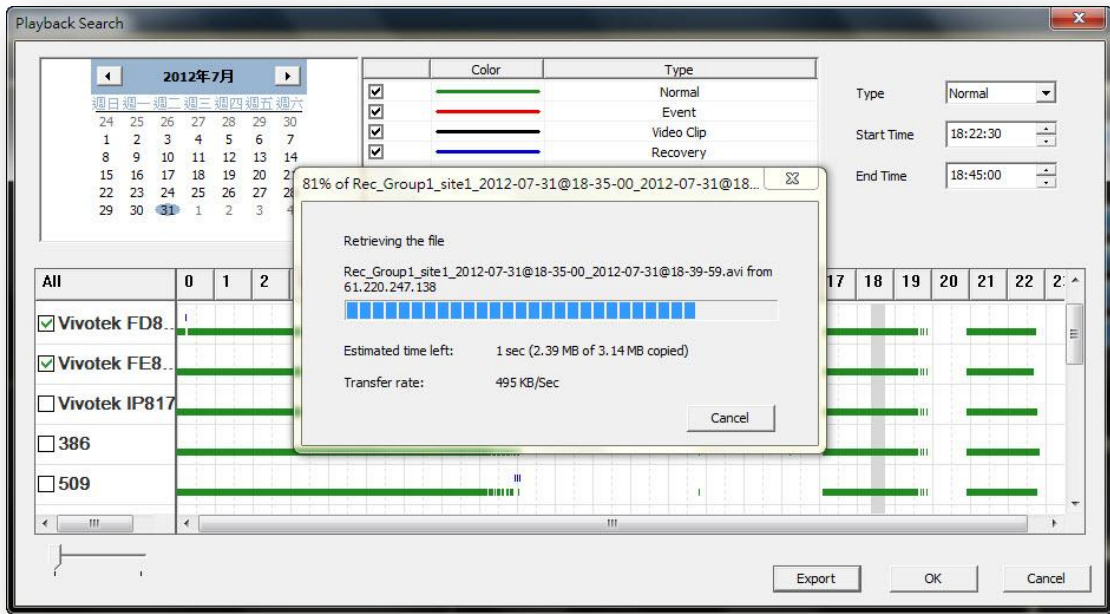 Playback Search
2012年7月
週日 週一 週二 週三 週四 週五 週六
24 25 26 27 28 29 30
1 2 3 4 5 6 7
8 9 10 11 12 13 14
15 16 17 18 19 20
22 23 24 25 26 27
29 30 31 1 2 3
Color Type
Normal
Event
Video Clip
Recovery
Type Normal
Start Time 18:22:30
End Time 18:45:00
81% of Rec_Group1_site1_2012-07-31@18-35-00_2012-07-31@18...
Retrieving the file
Rec_Group1_site1_2012-07-31@18-35-00_2012-07-31@18-39-59.avi from
61.220.247.138
Estimated time left: 1 sec (2.39 MB of 3.14 MB copied)
Transfer rate: 495 KB/Sec
Cancel
All 0 1 2 17 18 19 20 21 22
Vivotek FD8..
Vivotek FE8..
Vivotek IP817
386
509
Export OK Cancel